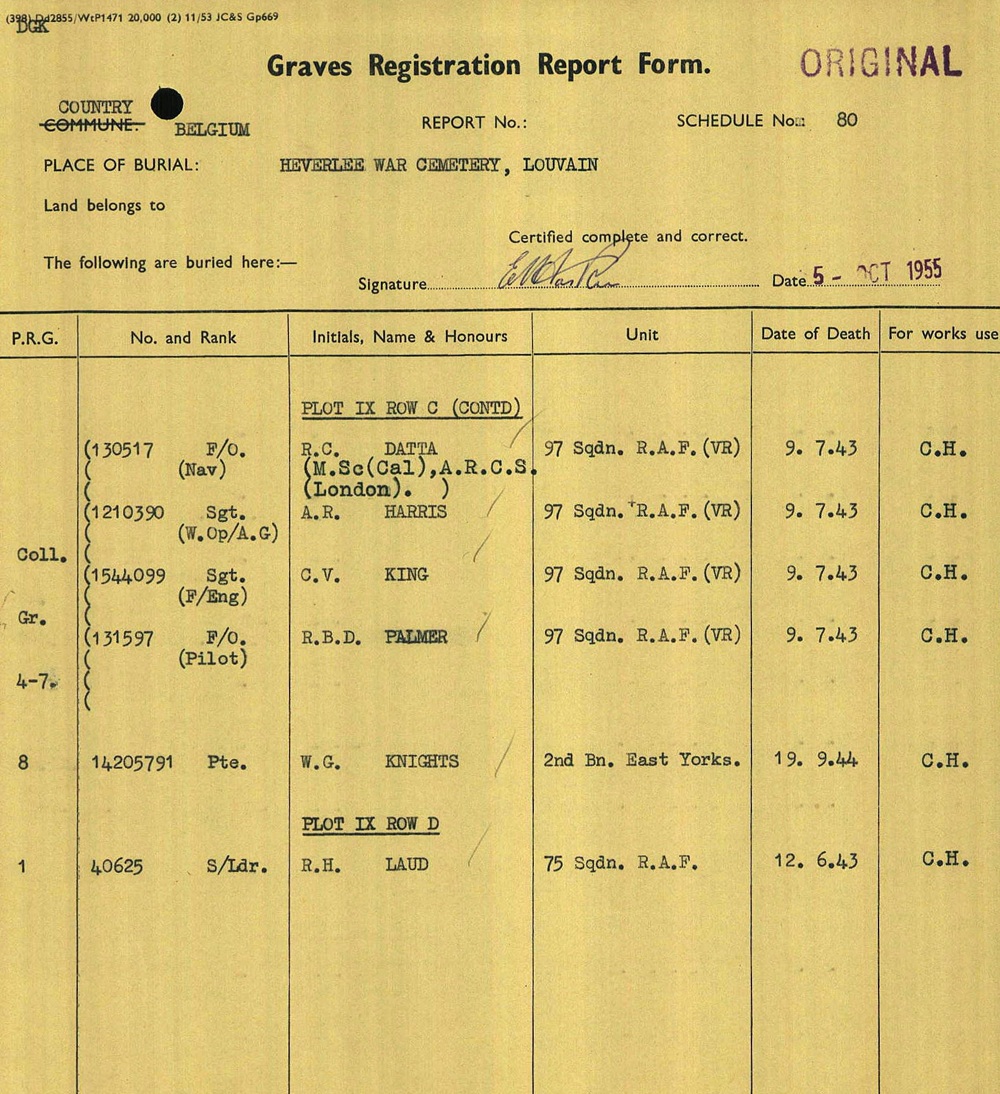 (398) Dd2855/WtP1471 20,000 (2) 11/53 JC&S Gp669
DGK
Graves Registration Report Form. ORIGINAL
COUNTRY
COMMUNE: BELGIUM REPORT No.: SCHEDULE No.: 80
PLACE OF BURIAL: HEVERLEE WAR CEMETERY, LOUVAIN
Land belongs to
Certified complete and correct.
The following are buried here:—
Signature Date 5 - OCT 1955
P.R.G. No. and Rank Initials, Name & Honours Unit Date of Death For works use
PLOT IX ROW C (CONTD)
(130517 F/O. R.C. DATTA 97 Sqdn. R.A.F.(VR) 9. 7.43 C.H.
( (Nav) (M.Sc(Cal),A.R.C.S.
( (London). )
(1210390 Sgt. A.R. HARRIS 97 Sqdn. R.A.F.(VR) 9. 7.43 C.H.
( (W.Op/A.G)
Coll. (
(1544099 Sgt. C.V. KING 97 Sqdn. R.A.F.(VR) 9. 7.43 C.H.
( (F/Eng)
Gr. (
(131597 F/O. R.B.D. PALMER 97 Sqdn. R.A.F.(VR) 9. 7.43 C.H.
( (Pilot)
4-7. (
(
8 14205791 Pte. W.G. KNIGHTS 2nd Bn. East Yorks. 19. 9.44 C.H.
PLOT IX ROW D
1 40625 S/Ldr. R.H. LAUD 75 Sqdn. R.A.F. 12. 6.43 C.H.